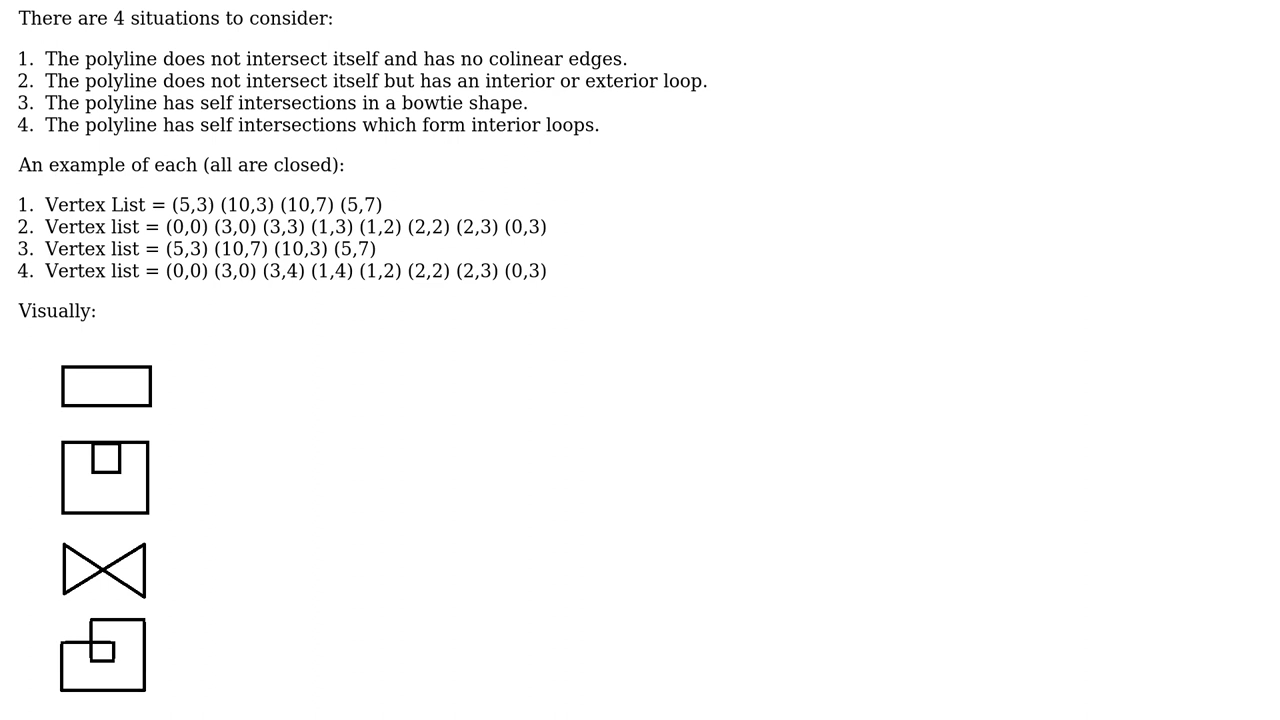 There are 4 situations to consider:
1. The polyline does not intersect itself and has no colinear edges.
2. The polyline does not intersect itself but has an interior or exterior loop.
3. The polyline has self intersections in a bowtie shape.
4. The polyline has self intersections which form interior loops.
An example of each (all are closed):
1. Vertex List = (5,3) (10,3) (10,7) (5,7)
2. Vertex list = (0,0) (3,0) (3,3) (1,3) (1,2) (2,2) (2,3) (0,3)
3. Vertex list = (5,3) (10,7) (10,3) (5,7)
4. Vertex list = (0,0) (3,0) (3,4) (1,4) (1,2) (2,2) (2,3) (0,3)
Visually: